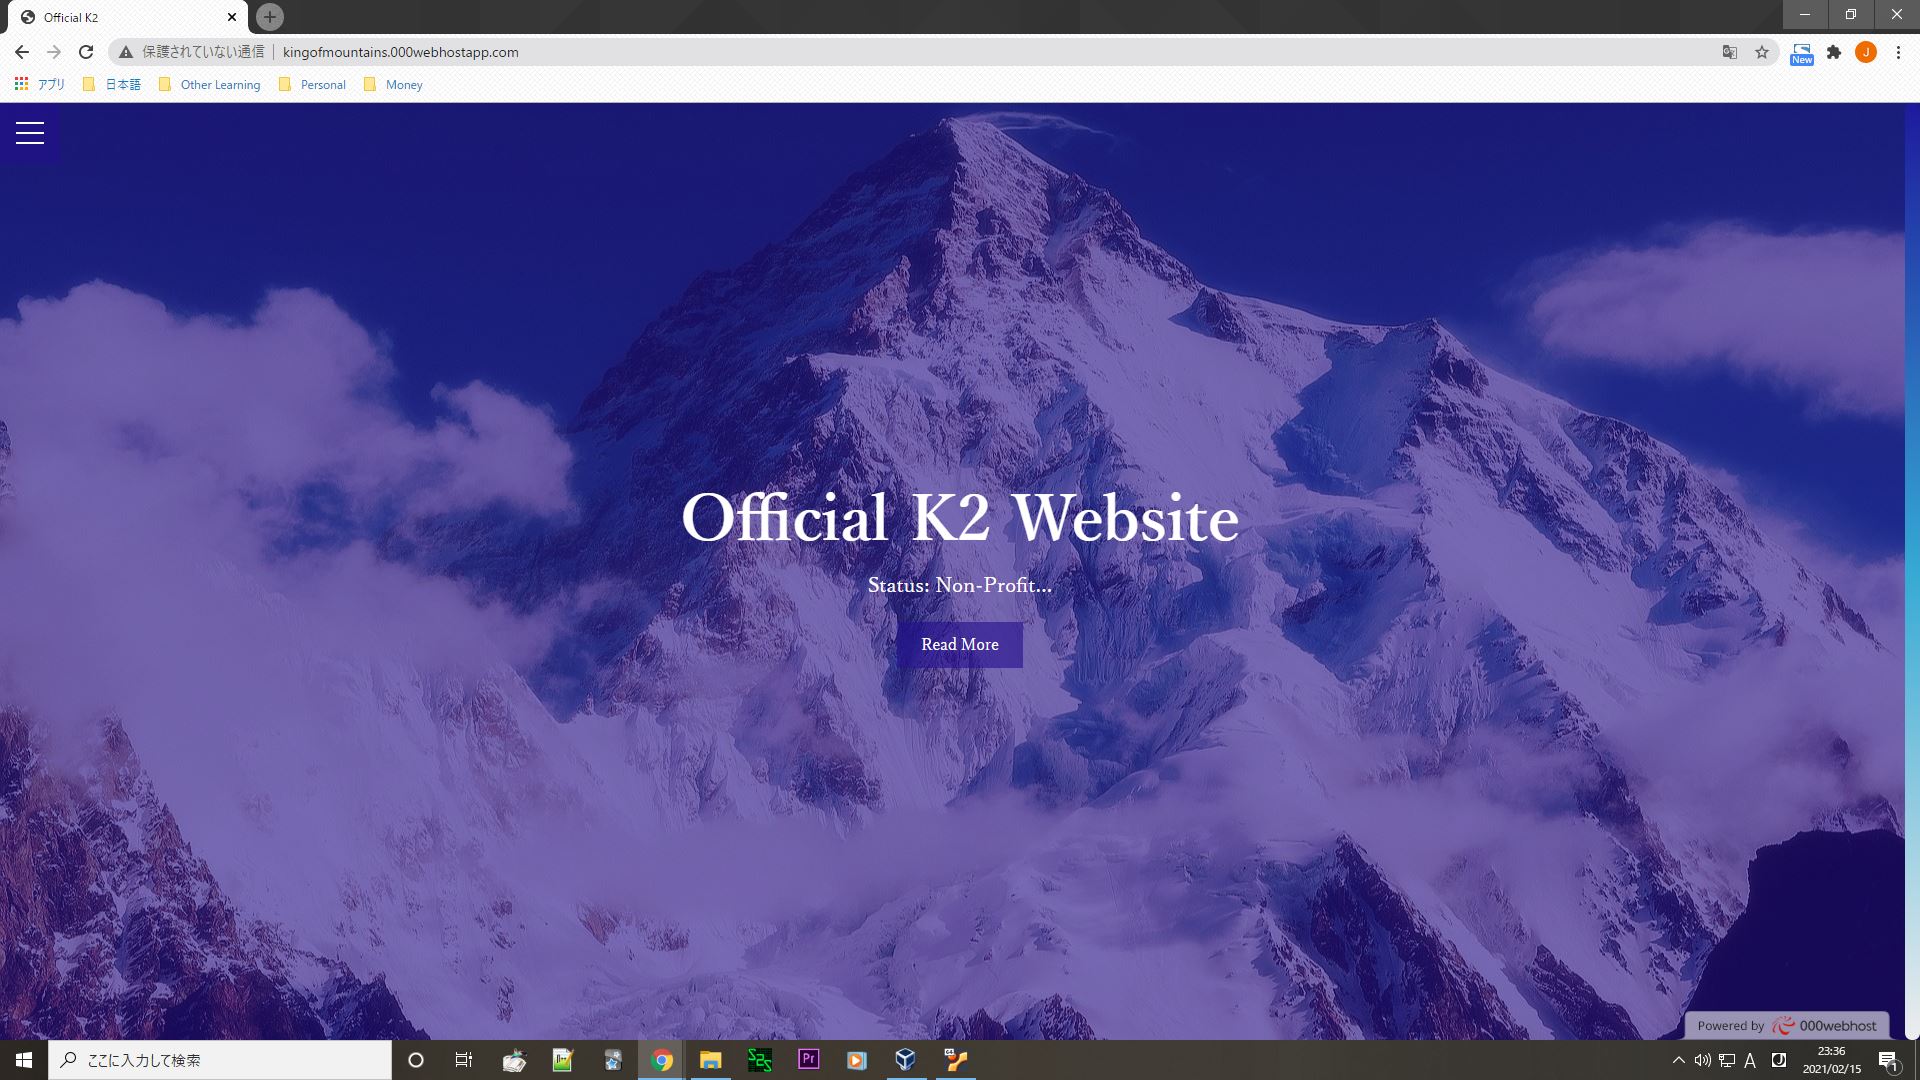 Official K2
保護されていない通信 kingofmountains.000webhostapp.com
New
J
アプリ 日本語 Other Learning Personal Money
Official K2 Website
Status: Non-Profit...
Read More
Powered by 000webhost
ここに入力して検索
Pr
A
23:36
2021/02/15
1